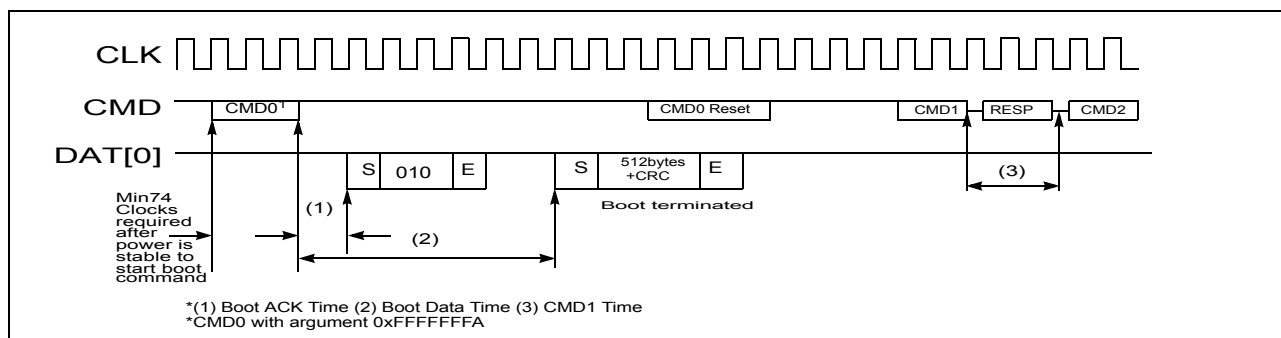 CLK
CMD
CMD0¹
CMD0 Reset
CMD1
RESP
CMD2
DAT[0]
S
010
E
S
512bytes
+CRC
E
(3)
Boot terminated
Min74
Clocks
required
after
power is
stable to
start boot
command
(1)
(2)
*(1) Boot ACK Time (2) Boot Data Time (3) CMD1 Time
*CMD0 with argument 0xFFFFFFFA